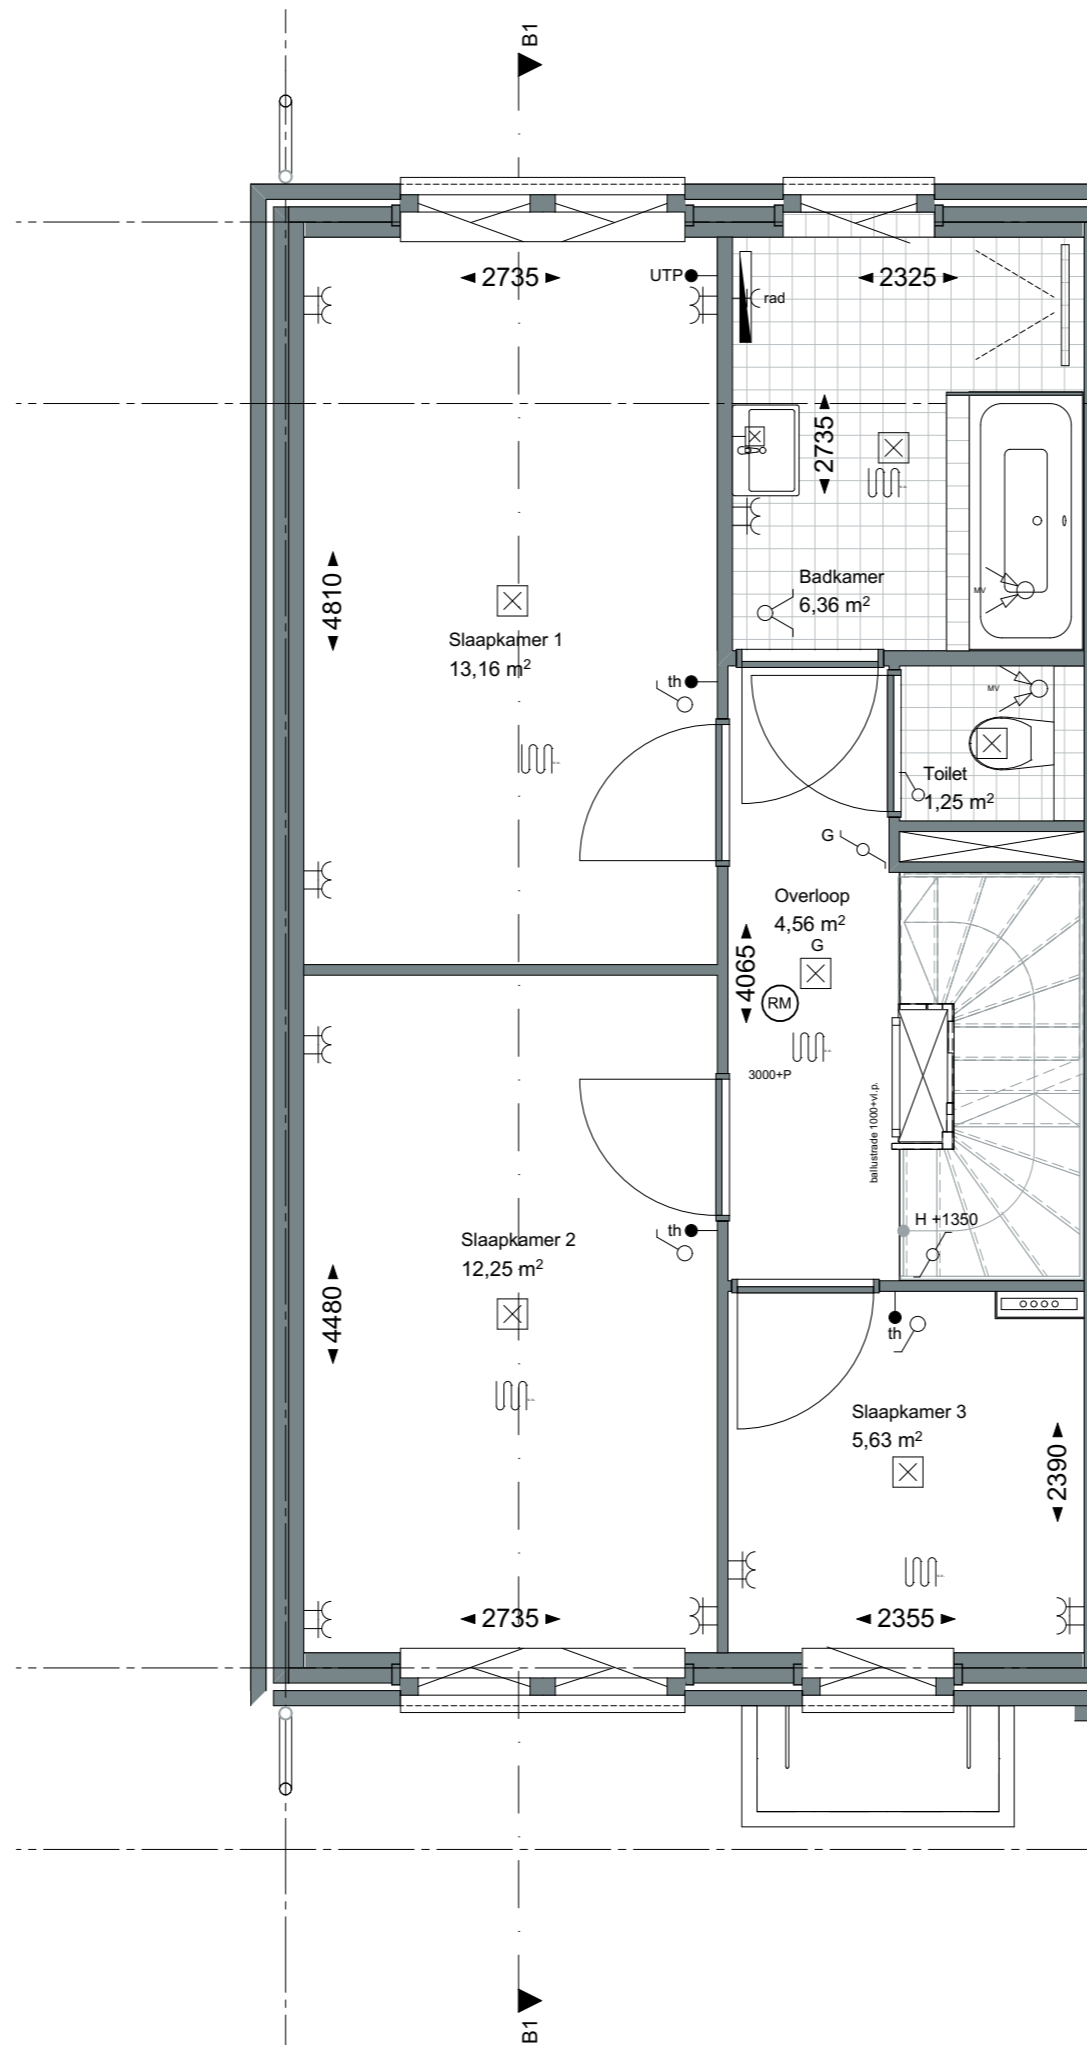 B1
2735
UTP
rad
2325
2735
4810
Badkamer
6,36 m²
MV
Slaapkamer 1
13,16 m²
th
MV
Toilet
1,25 m²
G
Overloop
4,56 m²
G
4065
RM
3000+P
ballustrade 1000+vl.p.
H +1350
th
Slaapkamer 2
12,25 m²
4480
th
Slaapkamer 3
5,63 m²
2390
2735
2355
B1